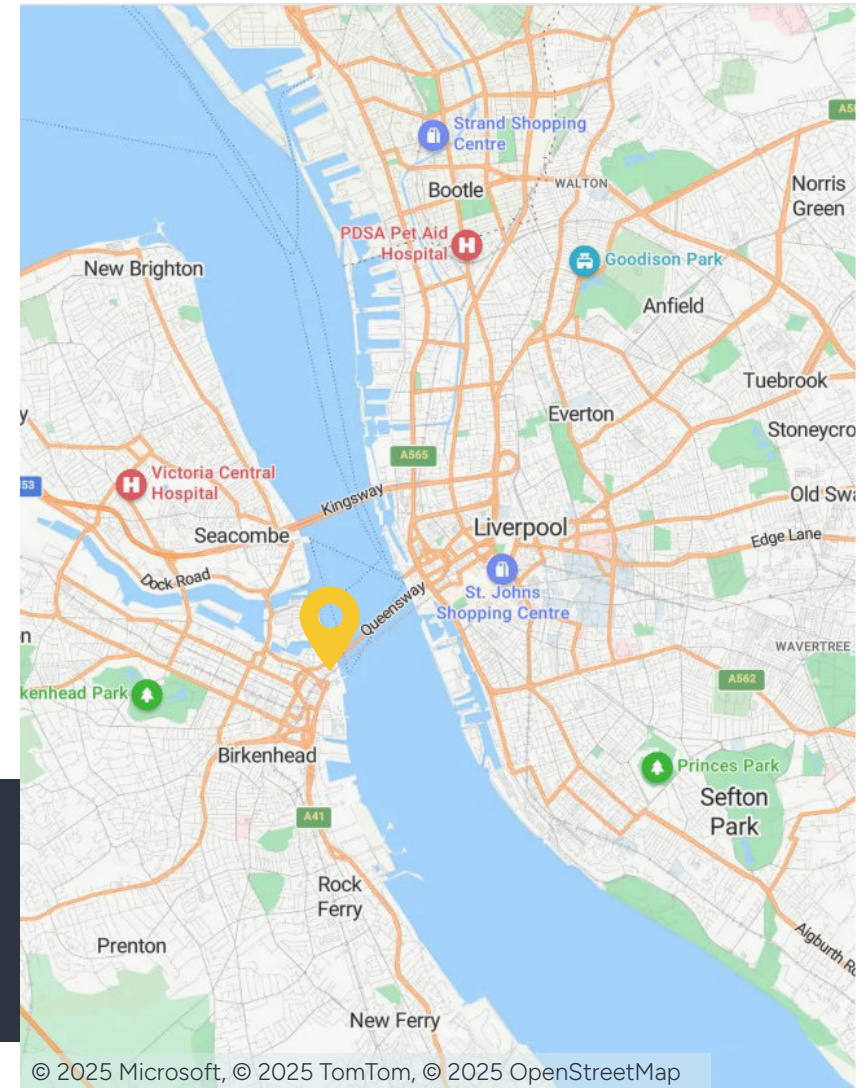 A5
Strand Shopping
Centre
Bootle
WALTON
Norris
Green
PDSA Pet Aid
Hospital
H
Goodison Park
New Brighton
Anfield
Tuebrook
Everton
Stoneycro
y
A565
Victoria Central
Hospital
H
53
Kingsway
Old Swa
Liverpool
Seacombe
Edge Lane
Dock Road
St. Johns
Shopping Centre
Queensway
n
WAVERTREE
A562
kenhead Park
Birkenhead
Princes Park
Sefton
Park
A41
Rock
Ferry
Aigburth Ro
Prenton
New Ferry
© 2025 Microsoft, © 2025 TomTom, © 2025 OpenStreetMap